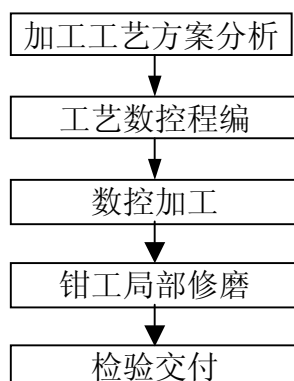 加工工艺方案分析
工艺数控程编
数控加工
钳工局部修磨
检验交付